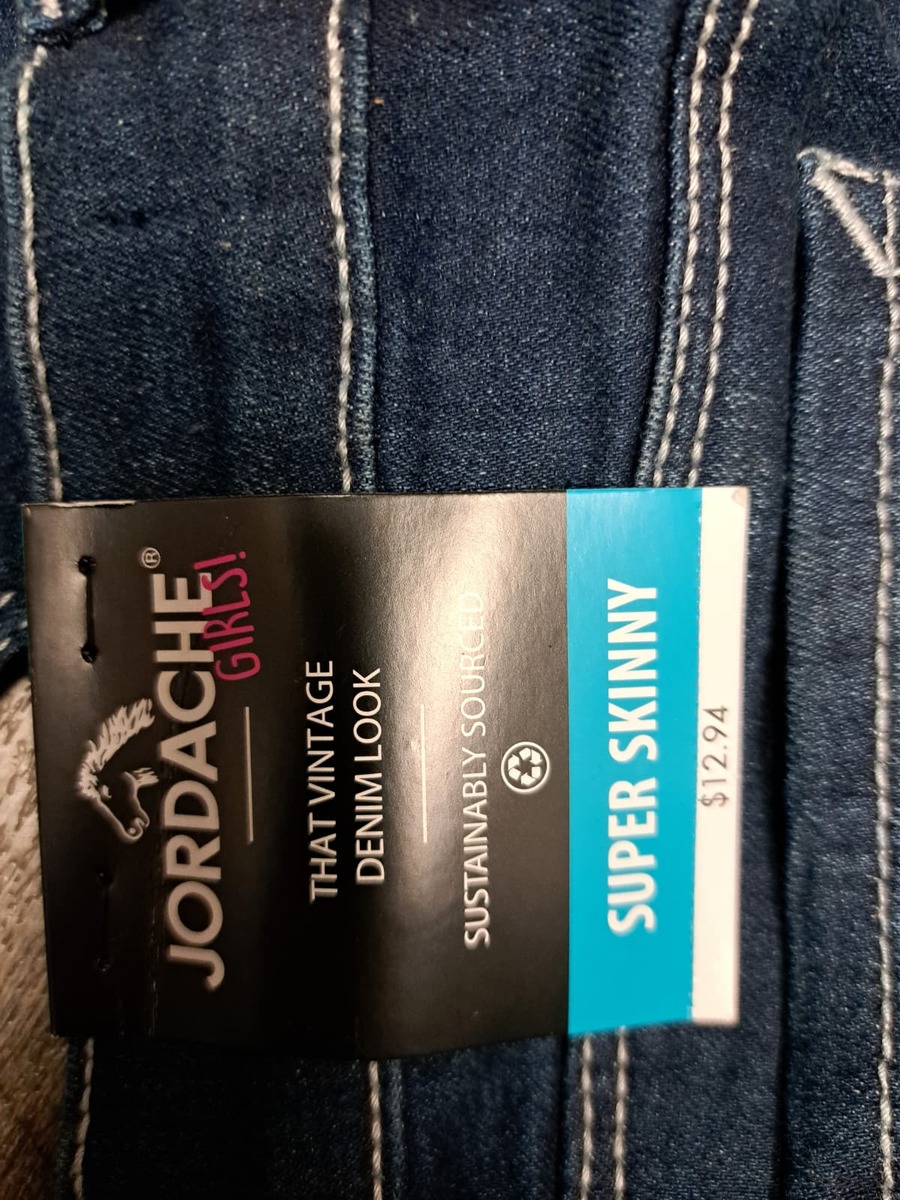 JORDACHE®
GIRLS!
THAT VINTAGE
DENIM LOOK
SUSTAINABLY SOURCED
SUPER SKINNY
$12.94